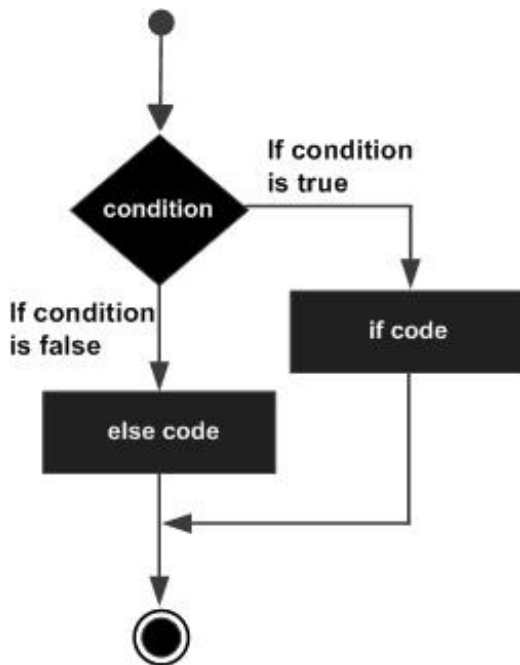 If condition
is true
condition
If condition
is false
if code
else code